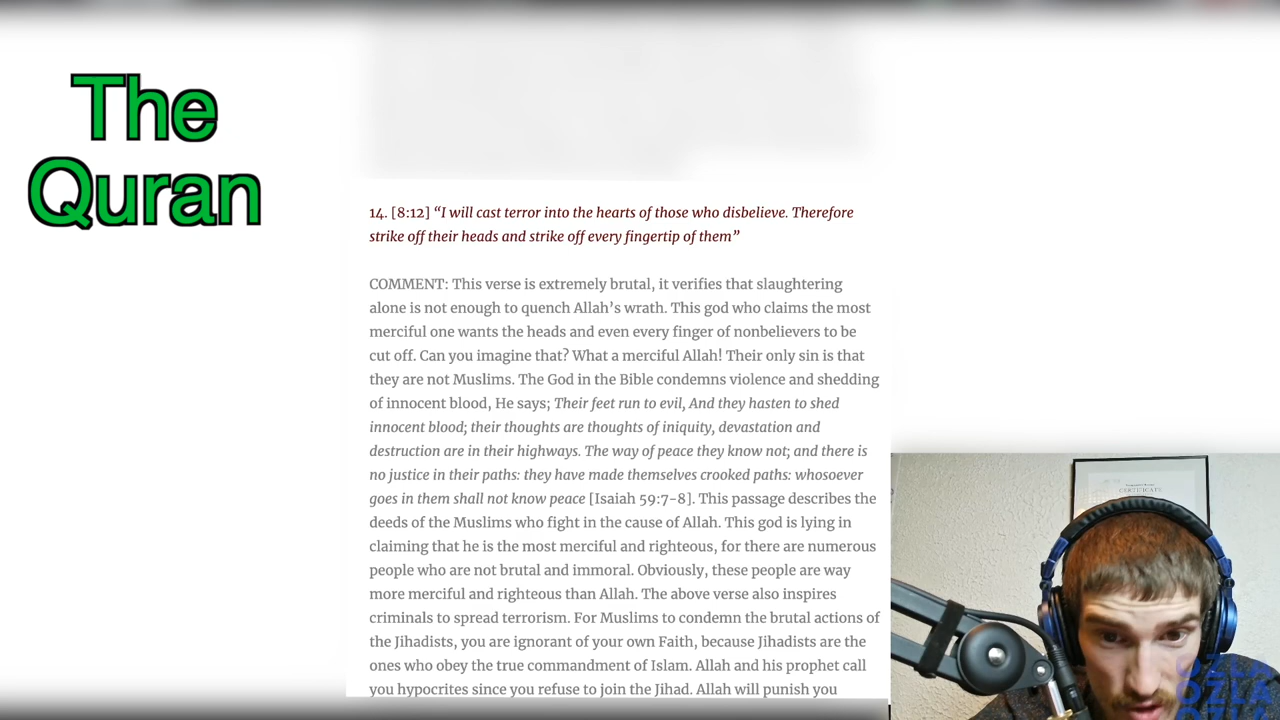 The
Quran
14. [8:12] “I will cast terror into the hearts of those who disbelieve. Therefore
strike off their heads and strike off every fingertip of them”
COMMENT: This verse is extremely brutal, it verifies that slaughtering
alone is not enough to quench Allah’s wrath. This god who claims the most
merciful one wants the heads and even every finger of nonbelievers to be
cut off. Can you imagine that? What a merciful Allah! Their only sin is that
they are not Muslims. The God in the Bible condemns violence and shedding
of innocent blood, He says; Their feet run to evil, And they hasten to shed
innocent blood; their thoughts are thoughts of iniquity, devastation and
destruction are in their highways. The way of peace they know not; and there is
no justice in their paths: they have made themselves crooked paths: whosoever
goes in them shall not know peace [Isaiah 59:7-8]. This passage describes the
deeds of the Muslims who fight in the cause of Allah. This god is lying in
claiming that he is the most merciful and righteous, for there are numerous
people who are not brutal and immoral. Obviously, these people are way
more merciful and righteous than Allah. The above verse also inspires
criminals to spread terrorism. For Muslims to condemn the brutal actions of
the Jihadists, you are ignorant of your own Faith, because Jihadists are the
ones who obey the true commandment of Islam. Allah and his prophet call
you hypocrites since you refuse to join the Jihad. Allah will punish you
CERTIFICATE
OZLA
OZLA
OZLA